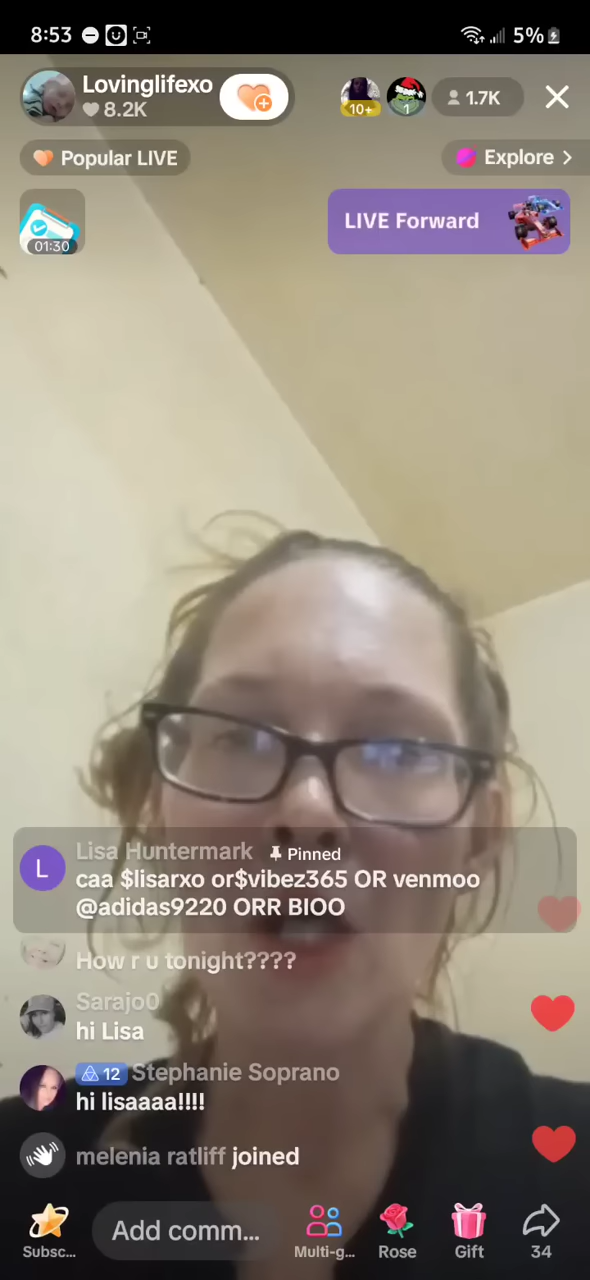 8:53
5%
Lovinglifexo
8.2K
10+
1
1.7K
Popular LIVE
Explore >
01:30
LIVE Forward
Lisa Huntermark Pinned
L
caa $lisarxo or$vibez365 OR venmoo
@adidas9220 ORR BIOO
How r u tonight????
Sarajo0
hi Lisa
12 Stephanie Soprano
hi lisaaaa!!!!
melenia ratliff joined
Add comm...
Subsc...
Multi-g...
Rose
Gift
34